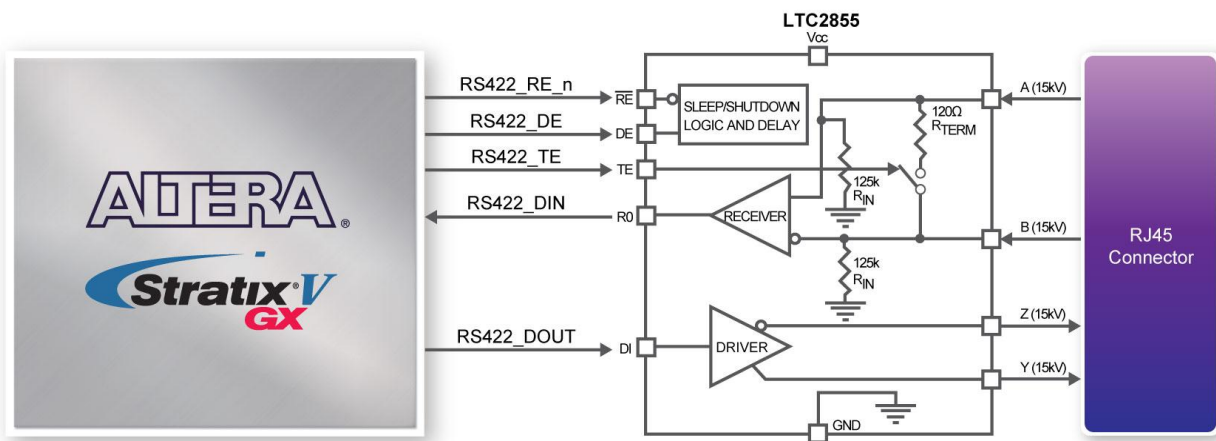 LTC2855
Vcc
ALTERA®
Stratix® V
GX
RS422_RE_n
RS422_DE
RS422_TE
RS422_DIN
RS422_DOUT
RE
DE
TE
R0
DI
SLEEP/SHUTDOWN
LOGIC AND DELAY
RECEIVER
125k
RIN
125k
RIN
120Ω
RTERM
DRIVER
GND
A (15kV)
B (15kV)
Z (15kV)
Y (15kV)
RJ45
Connector